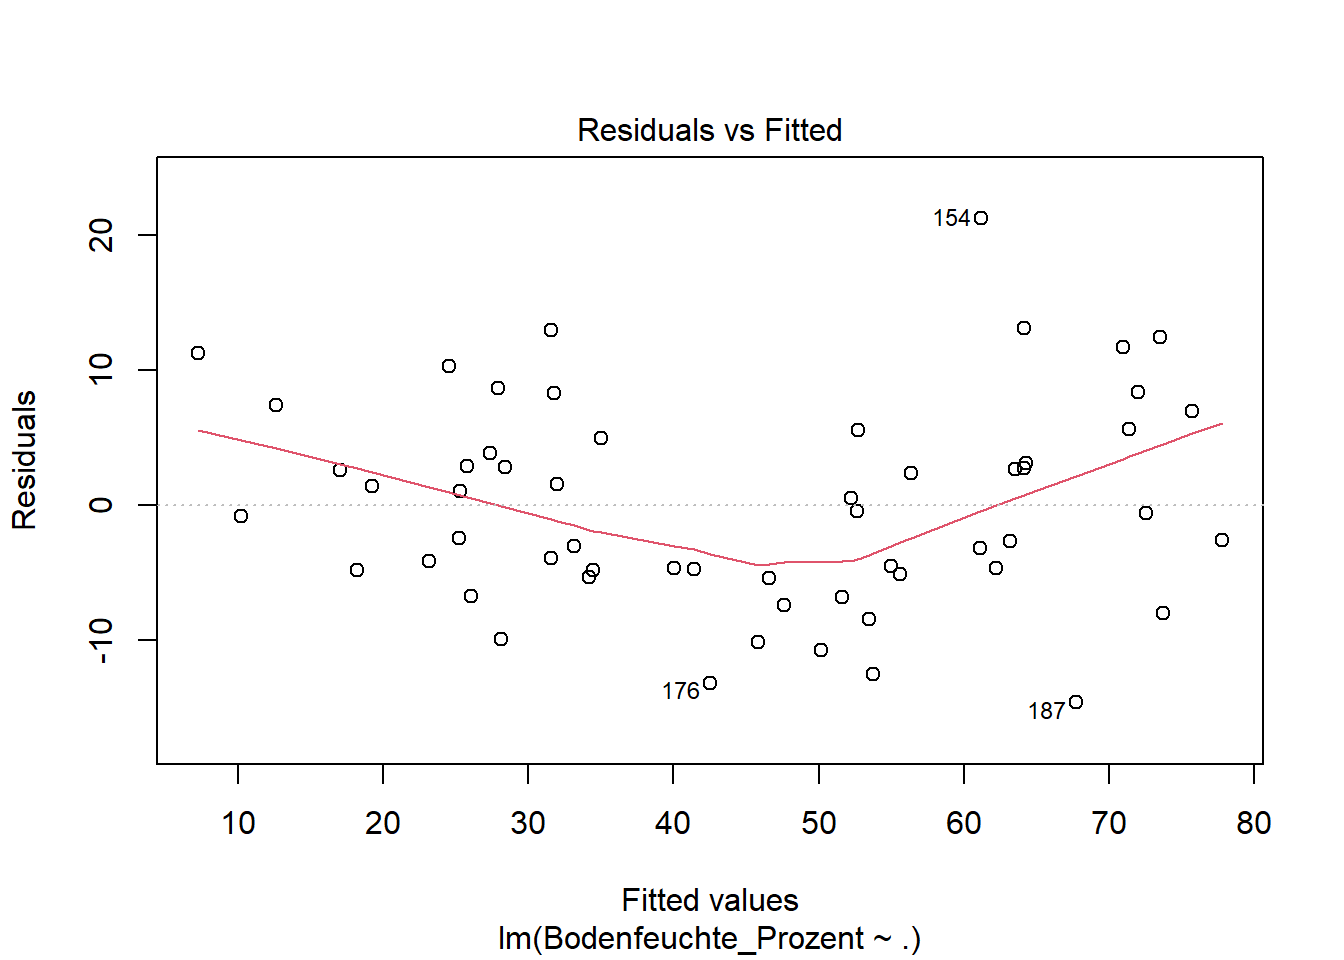 Residuals vs Fitted
Residuals
20
10
0
-10
154
176
187
10 20 30 40 50 60 70 80
Fitted values
lm(Bodenfeuchte_Prozent ~ .)